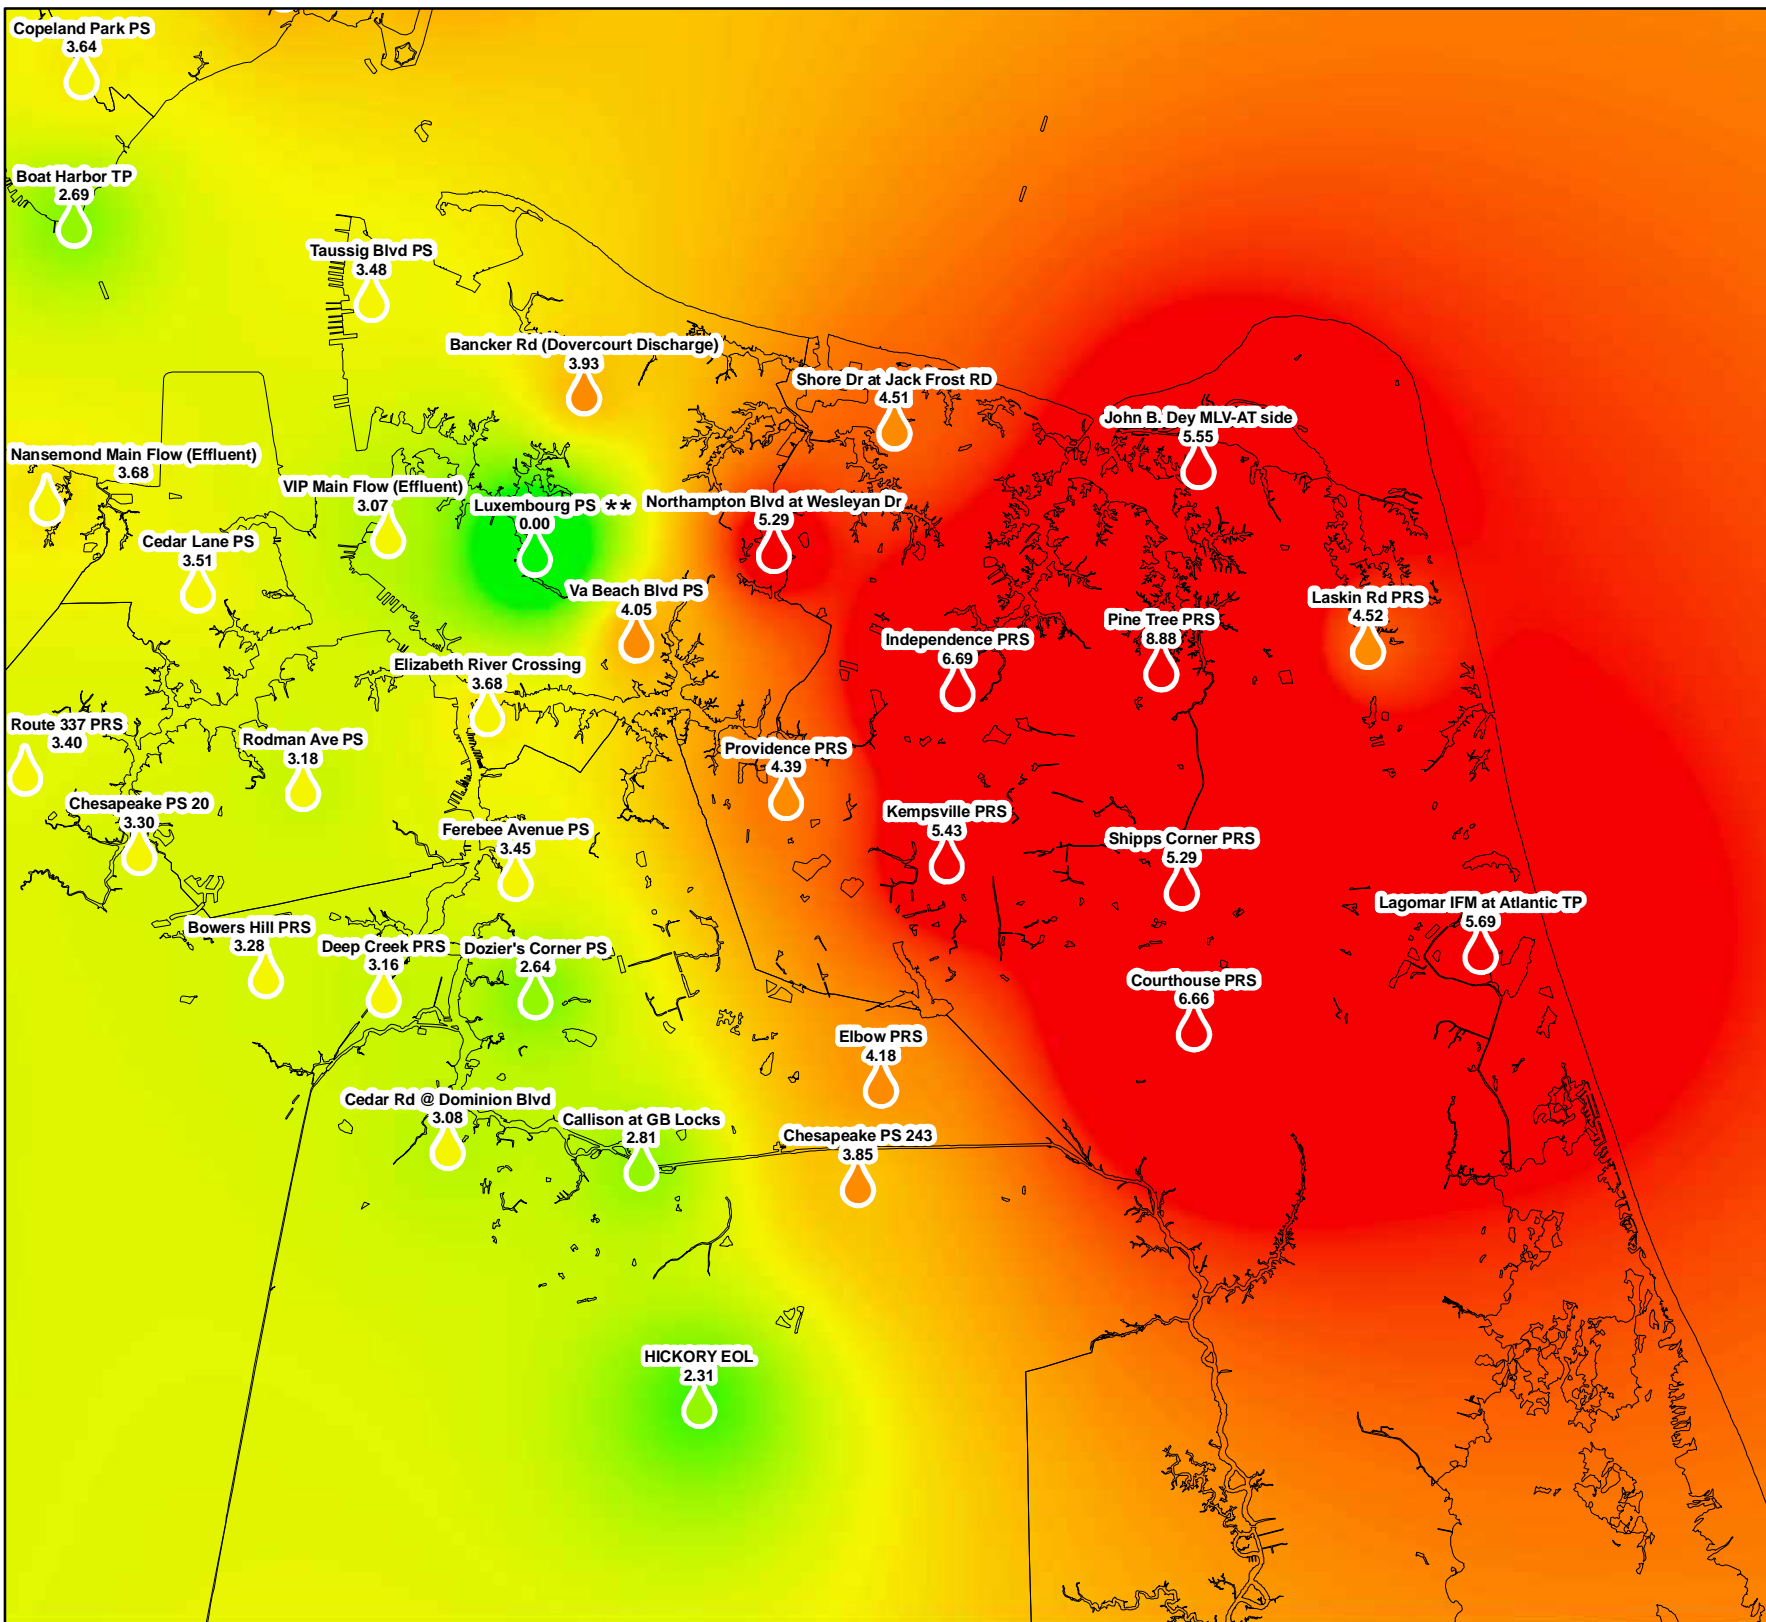 Copeland Park PS
3.64
Boat Harbor TP
2.69
Taussig Blvd PS
3.48
Bancker Rd (Dovercourt Discharge)
3.93
Shore Dr at Jack Frost RD
4.51
John B. Dey MLV-AT side
5.55
Nansemond Main Flow (Effluent)
3.68
VIP Main Flow (Effluent)
3.07
Luxembourg PS **
0.00
Northampton Blvd at Wesleyan Dr
5.29
Cedar Lane PS
3.51
Va Beach Blvd PS
4.05
Laskin Rd PRS
4.52
Pine Tree PRS
8.88
Independence PRS
6.69
Elizabeth River Crossing
3.68
Route 337 PRS
3.40
Rodman Ave PS
3.18
Providence PRS
4.39
Chesapeake PS 20
3.30
Ferebee Avenue PS
3.45
Kempsville PRS
5.43
Shipps Corner PRS
5.29
Lagomar IFM at Atlantic TP
5.69
Bowers Hill PRS
3.28
Deep Creek PRS
3.16
Dozier's Corner PS
2.64
Courthouse PRS
6.66
Elbow PRS
4.18
Cedar Rd @ Dominion Blvd
3.08
Callison at GB Locks
2.81
Chesapeake PS 243
3.85
HICKORY EOL
2.31